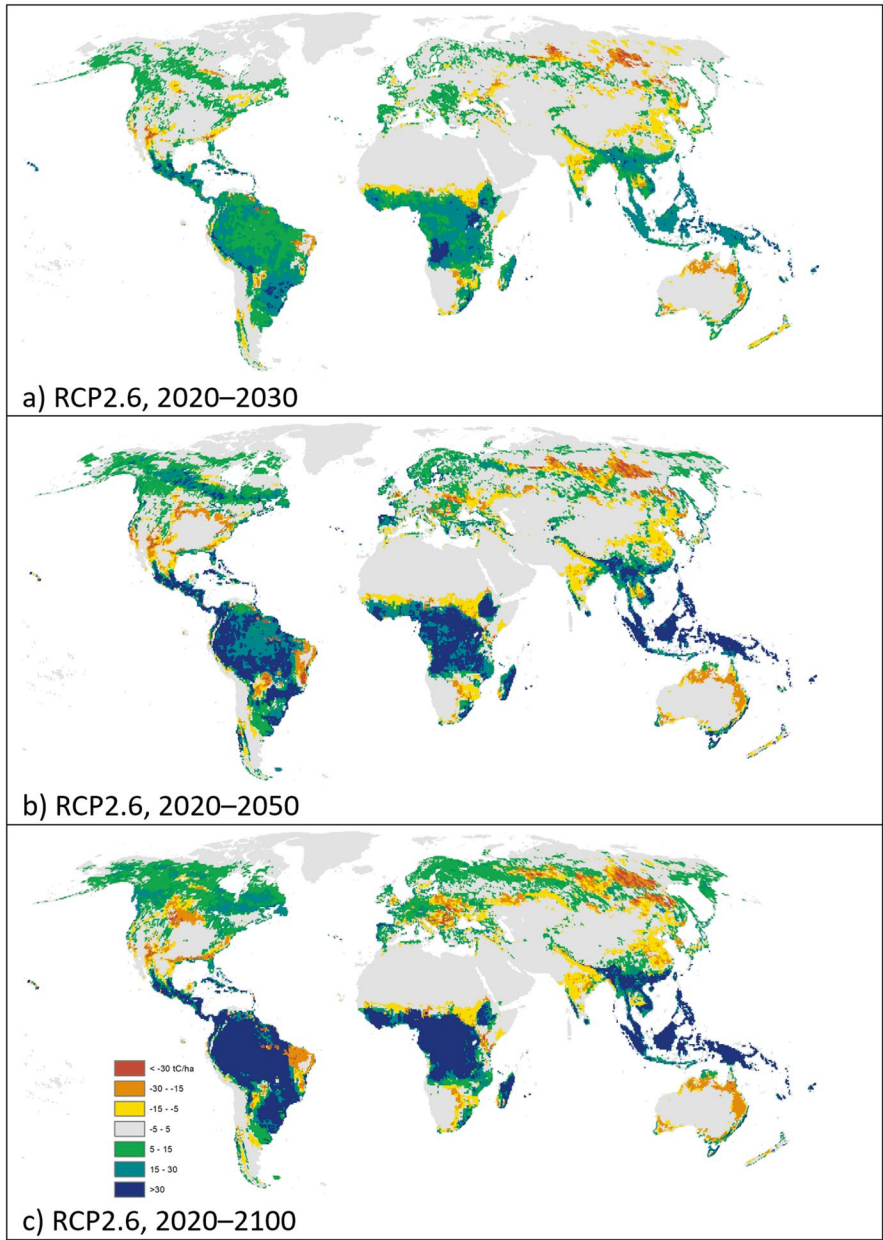 a) RCP2.6, 2020–2030
b) RCP2.6, 2020–2050
< -30 tC/ha
-30 - -15
-15 - -5
-5 - 5
5 - 15
15 - 30
>30
c) RCP2.6, 2020–2100